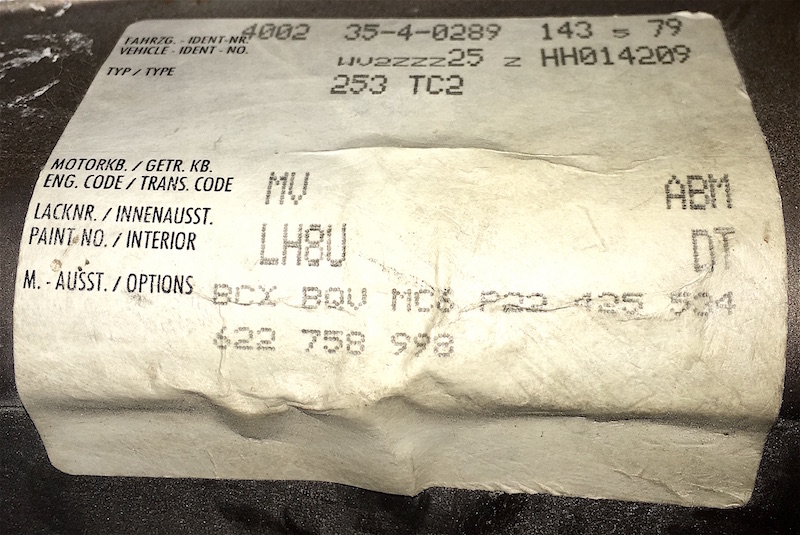 4002 35-4-0289 143 s 79
FAHRZG. - IDENT-NR.
VEHICLE - IDENT - NO. WV2ZZZ25 Z HH014209
TYP / TYPE 253 TC2
MOTORKB. / GETR. KB.
ENG. CODE / TRANS. CODE MV ABM
LACKNR. / INNENAUSST.
PAINT NO. / INTERIOR LH8U DT
M. - AUSST. / OPTIONS BCX BQV MC6 P22 425 504
622 758 998